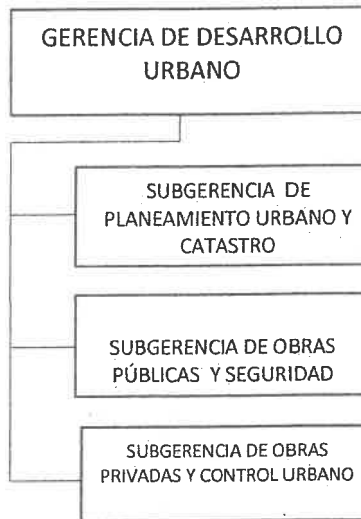 GERENCIA DE DESARROLLO
URBANO
SUBGERENCIA DE
PLANEAMIENTO URBANO Y
CATASTRO
SUBGERENCIA DE OBRAS
PÚBLICAS Y SEGURIDAD
SUBGERENCIA DE OBRAS
PRIVADAS Y CONTROL URBANO